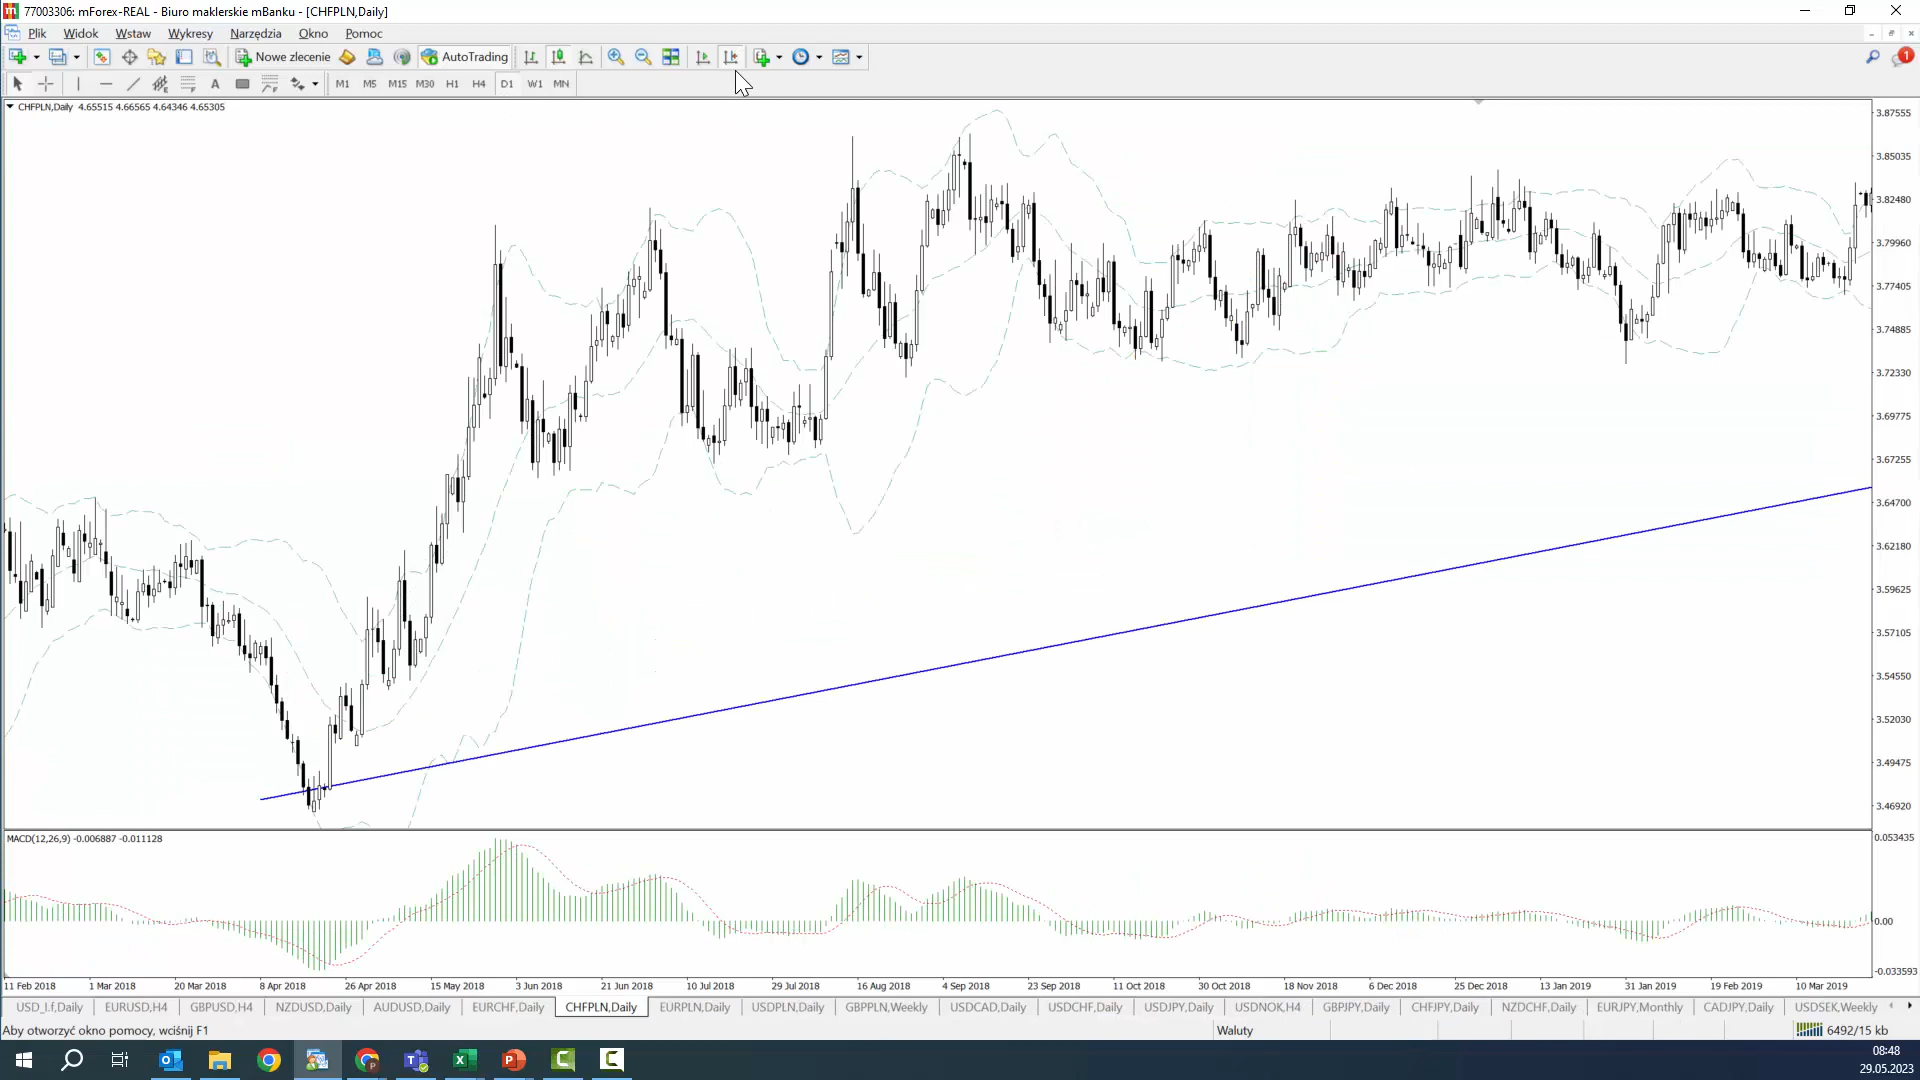 77003306: mForex-REAL - Biuro maklerskie mBanku - [CHFPLN,Daily]
Plik Widok Wstaw Wykresy Narzędzia Okno Pomoc
Nowe zlecenie AutoTrading
A M1 M5 M15 M30 H1 H4 D1 W1 MN
1
CHFPLN,Daily 4.65515 4.66565 4.64346 4.65305
3.87555
3.85035
3.82480
3.79960
3.77405
3.74885
3.72330
3.69775
3.67255
3.64700
3.62180
3.59625
3.57105
3.54550
3.52030
3.49475
3.46920
MACD(12,26,9) -0.006887 -0.011128
0.053435
0.00
-0.033593
11 Feb 2018 1 Mar 2018 20 Mar 2018 8 Apr 2018 26 Apr 2018 15 May 2018 3 Jun 2018 21 Jun 2018 10 Jul 2018 29 Jul 2018 16 Aug 2018 4 Sep 2018 23 Sep 2018 11 Oct 2018 30 Oct 2018 18 Nov 2018 6 Dec 2018 25 Dec 2018 13 Jan 2019 31 Jan 2019 19 Feb 2019 10 Mar 2019
USD_I.f,Daily EURUSD,H4 GBPUSD,H4 NZDUSD,Daily AUDUSD,Daily EURCHF,Daily CHFPLN,Daily EURPLN,Daily USDPLN,Daily GBPPLN,Weekly USDCAD,Daily USDCHF,Daily USDJPY,Daily USDNOK,H4 GBPJPY,Daily CHFJPY,Daily NZDCHF,Daily EURJPY,Monthly CADJPY,Daily USDSEK,Weekly
Aby otworzyć okno pomocy, wciśnij F1 Waluty 6492/15 kb
08:48
29.05.2023